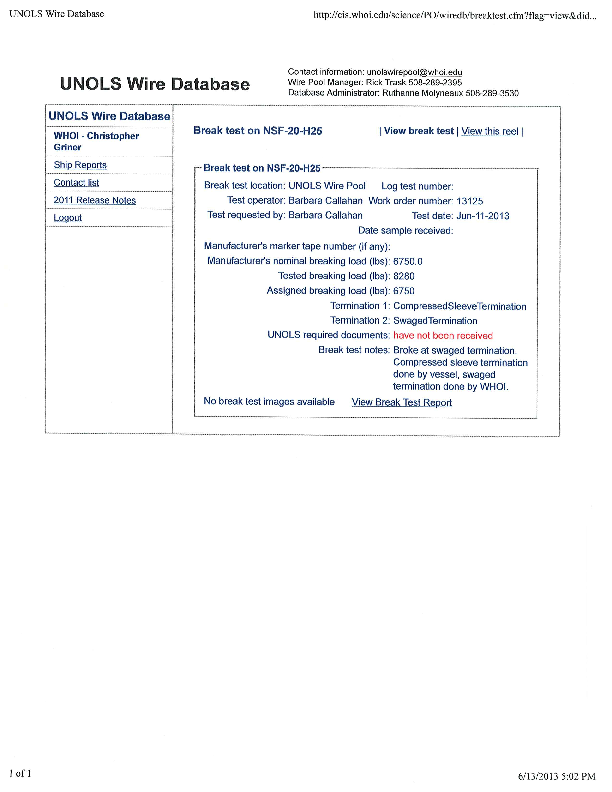 UNOLS Wire Database
http://cis.whoi.edu/science/PO/wiredb/breaktest.cfm?flag=view&did...
UNOLS Wire Database
Contact information: unolswirepool@whoi.edu
Wire Pool Manager: Rick Trask 508-289-2395
Database Administrator: Ruthanne Molyneaux 508-289-3530
UNOLS Wire Database
WHOI - Christopher
Griner
Ship Reports
Contact list
2011 Release Notes
Logout
Break test on NSF-20-H25 | View break test | View this reel |
Break test on NSF-20-H25
Break test location: UNOLS Wire Pool Log test number:
Test operator: Barbara Callahan Work order number: 13125
Test requested by: Barbara Callahan Test date: Jun-11-2013
Date sample received:
Manufacturer's marker tape number (if any):
Manufacturer's nominal breaking load (lbs): 6750.0
Tested breaking load (lbs): 8280
Assigned breaking load (lbs): 6750
Termination 1: CompressedSleeveTermination
Termination 2: SwagedTermination
UNOLS required documents: have not been received
Break test notes: Broke at swaged termination.
Compressed sleeve termination
done by vessel, swaged
termination done by WHOI.
No break test images available View Break Test Report
1 of 1
6/13/2013 5:02 PM